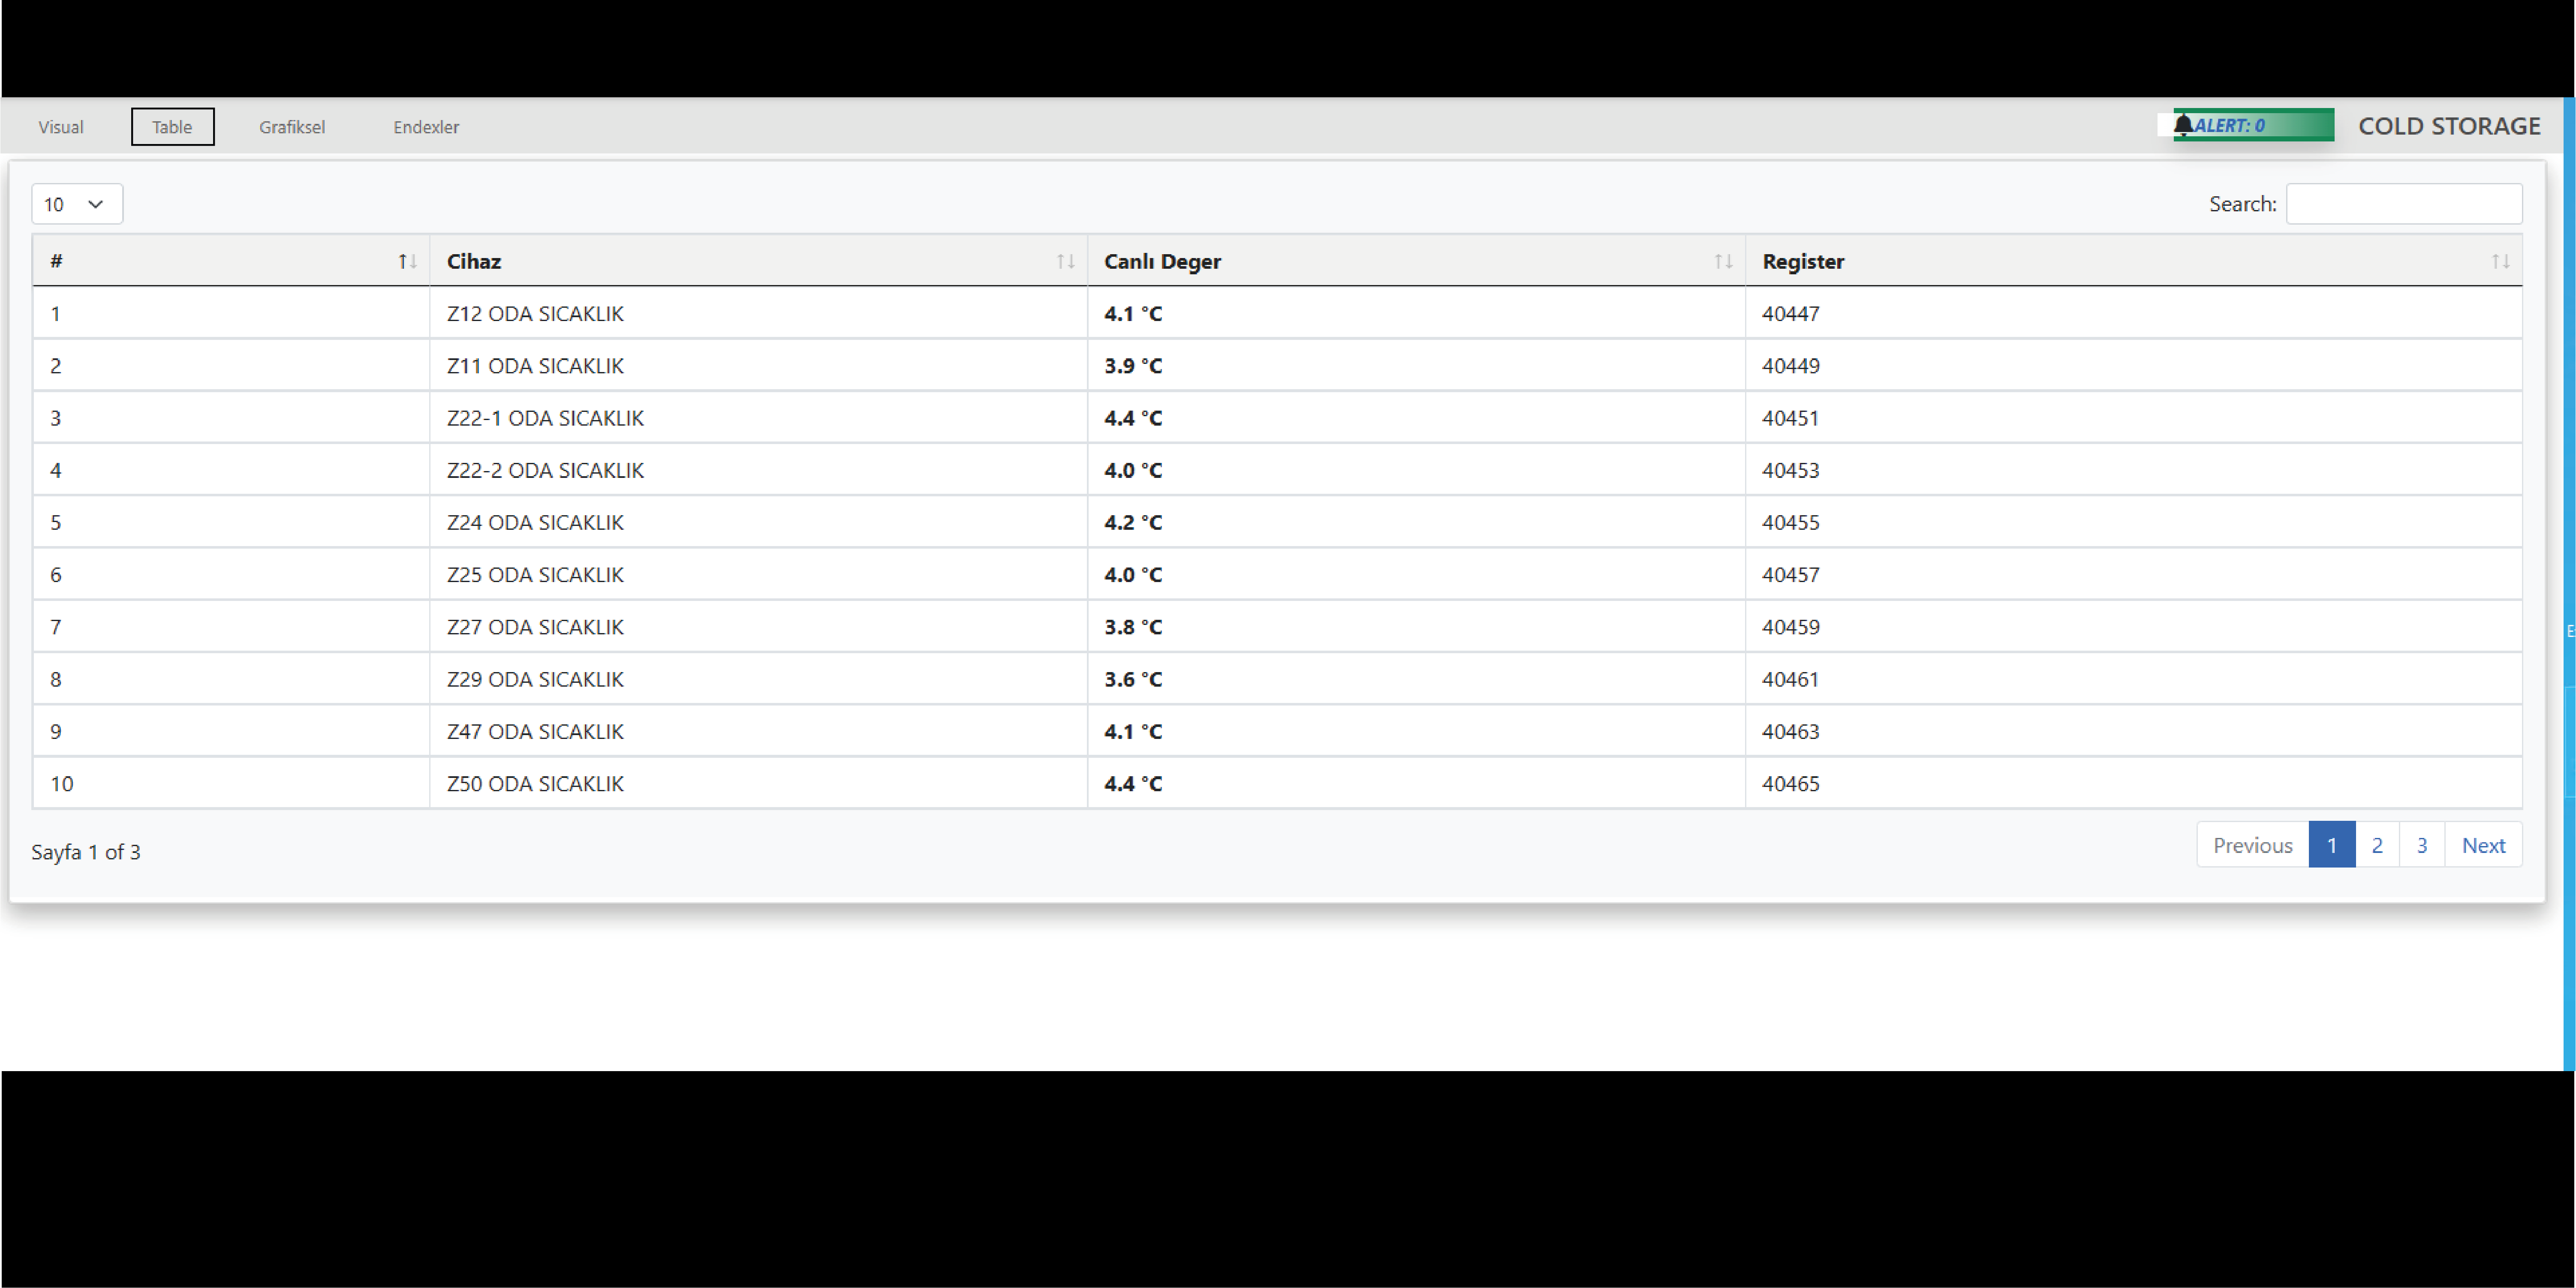 Visual Table Grafiksel Endexler ALERT: 0 COLD STORAGE
10 Search:
# Cihaz Canlı Deger Register
1 Z12 ODA SICAKLIK 4.1 °C 40447
2 Z11 ODA SICAKLIK 3.9 °C 40449
3 Z22-1 ODA SICAKLIK 4.4 °C 40451
4 Z22-2 ODA SICAKLIK 4.0 °C 40453
5 Z24 ODA SICAKLIK 4.2 °C 40455
6 Z25 ODA SICAKLIK 4.0 °C 40457
7 Z27 ODA SICAKLIK 3.8 °C 40459
8 Z29 ODA SICAKLIK 3.6 °C 40461
9 Z47 ODA SICAKLIK 4.1 °C 40463
10 Z50 ODA SICAKLIK 4.4 °C 40465
Sayfa 1 of 3 Previous 1 2 3 Next